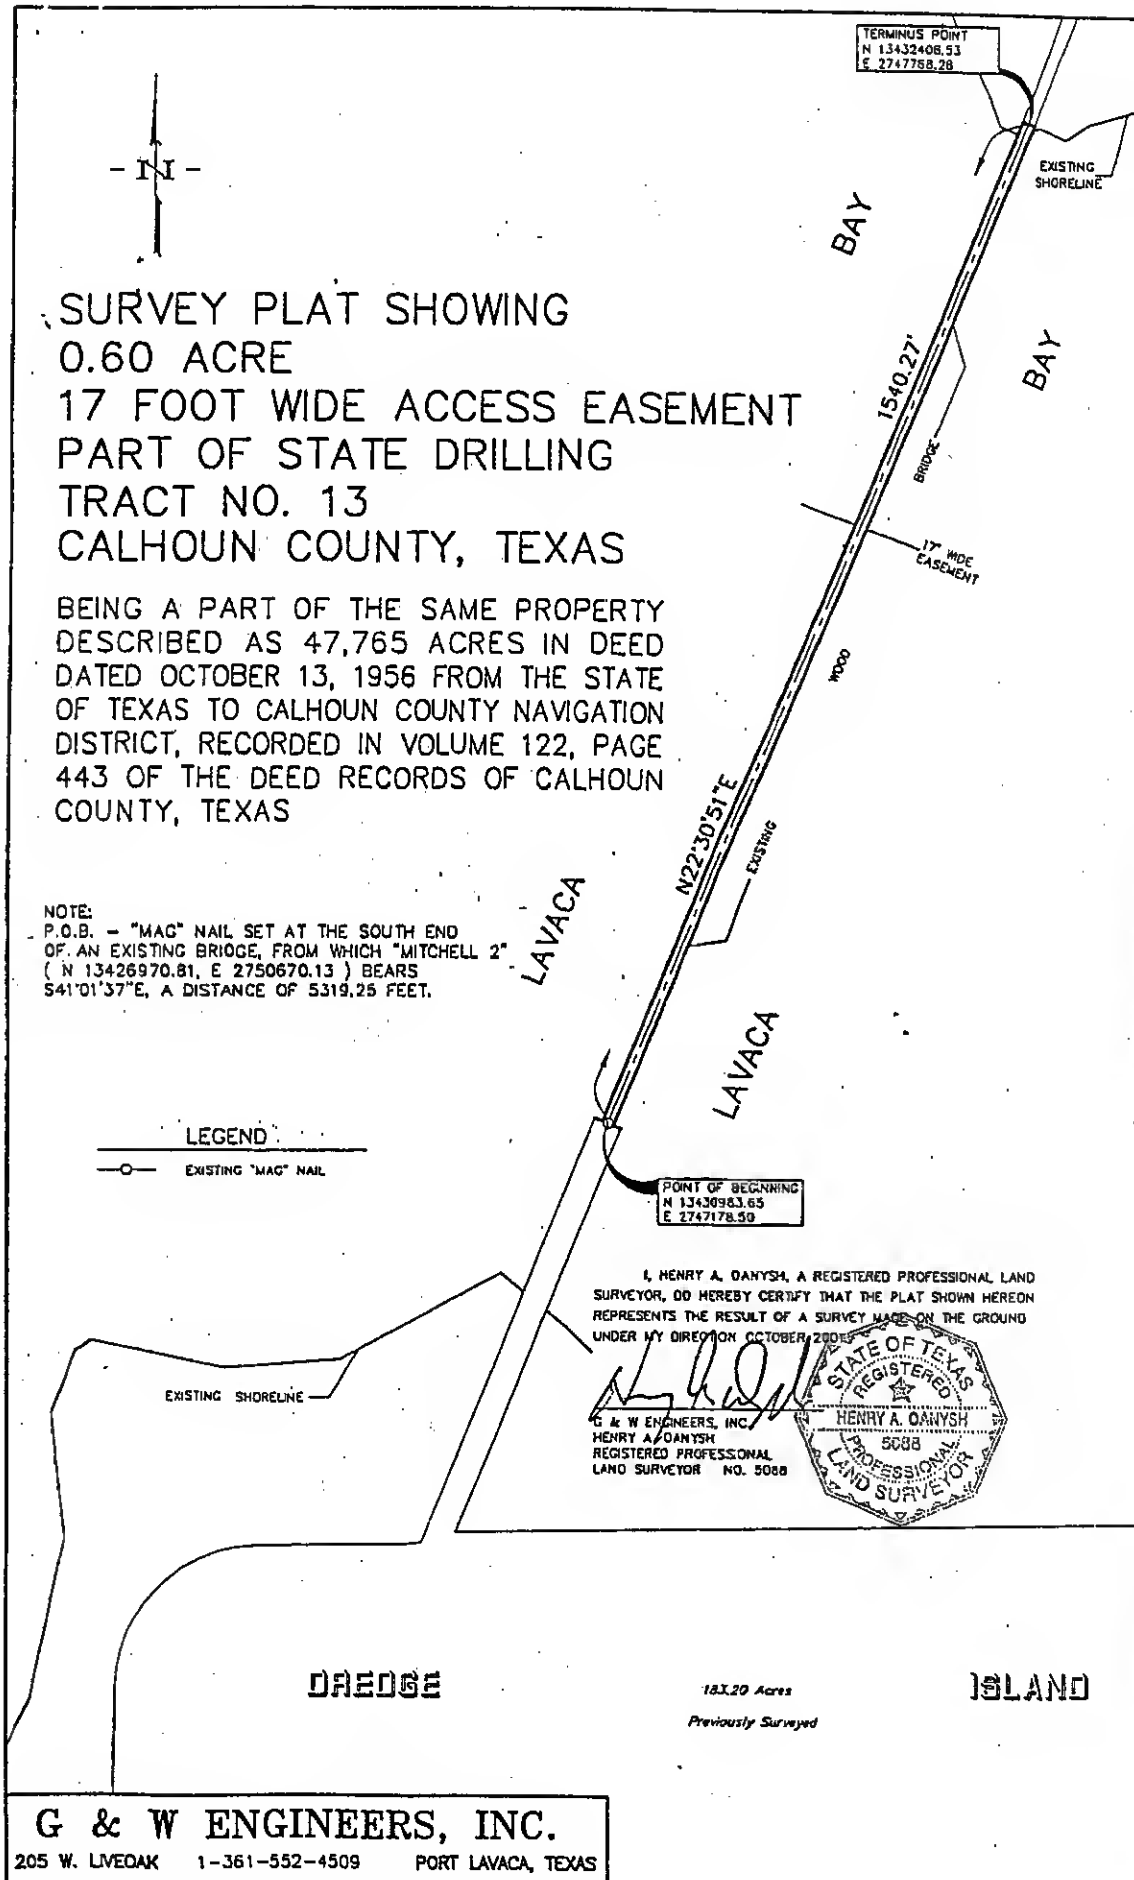 TERMINUS POINT
N 13432406.53
E 2747768.28
- N -
EXISTING
SHORELINE
BAY
BAY
SURVEY PLAT SHOWING
0.60 ACRE
17 FOOT WIDE ACCESS EASEMENT
PART OF STATE DRILLING
TRACT NO. 13
CALHOUN COUNTY, TEXAS
1540.27'
BRIDGE
17' WIDE
EASEMENT
BEING A PART OF THE SAME PROPERTY
DESCRIBED AS 47,765 ACRES IN DEED
DATED OCTOBER 13, 1956 FROM THE STATE
OF TEXAS TO CALHOUN COUNTY NAVIGATION
DISTRICT, RECORDED IN VOLUME 122, PAGE
443 OF THE DEED RECORDS OF CALHOUN
COUNTY, TEXAS
WOOD
N22°30'51"E
EXISTING
NOTE:
P.O.B. - "MAG" NAIL SET AT THE SOUTH END
OF AN EXISTING BRIDGE, FROM WHICH "MITCHELL 2"
( N 13426970.81, E 2750670.13 ) BEARS
S41°01'37"E, A DISTANCE OF 5319.25 FEET.
LAVACA
LAVACA
LEGEND
EXISTING "MAG" NAIL
POINT OF BEGINNING
N 13430983.65
E 2747178.50
I, HENRY A. DANYSH, A REGISTERED PROFESSIONAL LAND
SURVEYOR, DO HEREBY CERTIFY THAT THE PLAT SHOWN HEREON
REPRESENTS THE RESULT OF A SURVEY MADE ON THE GROUND
UNDER MY DIRECTION OCTOBER
G & W ENGINEERS, INC.
HENRY A. DANYSH
REGISTERED PROFESSIONAL
LAND SURVEYOR NO. 5088
STATE OF TEXAS
REGISTERED
HENRY A. DANYSH
5088
PROFESSIONAL
LAND SURVEYOR
EXISTING SHORELINE
DREDGE ISLAND
183.20 Acres
Previously Surveyed
G & W ENGINEERS, INC.
205 W. LIVEOAK 1-361-552-4509 PORT LAVACA, TEXAS